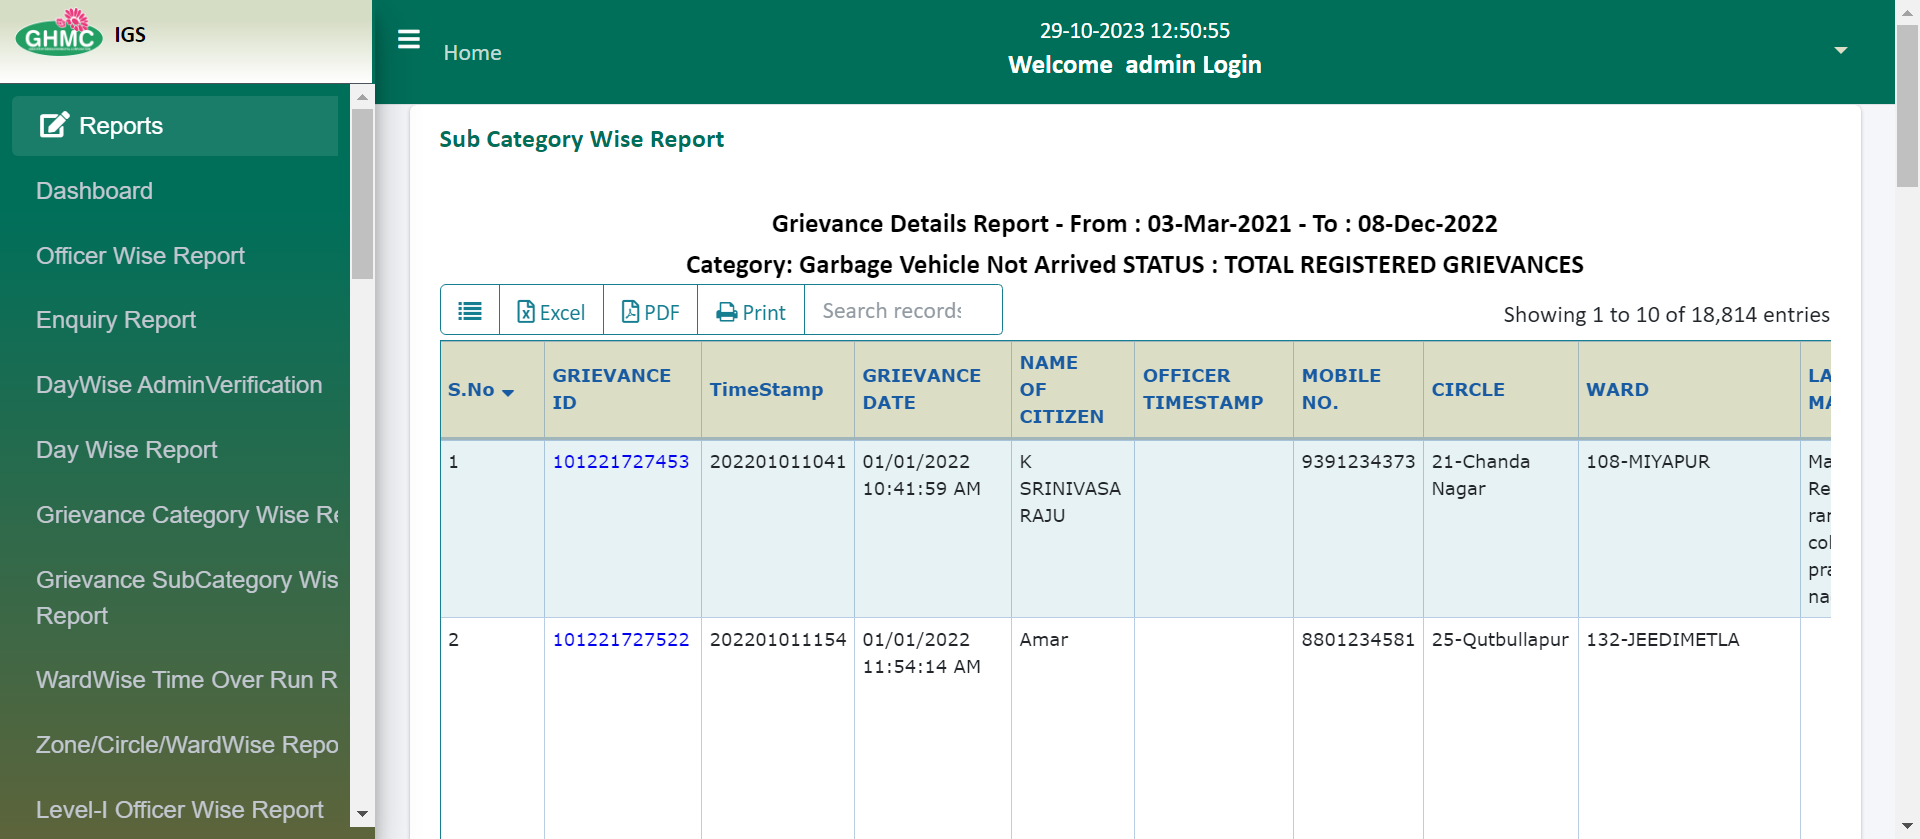 GHMC
IGS
Home
29-10-2023 12:50:55
Welcome admin Login
Reports
Dashboard
Officer Wise Report
Enquiry Report
DayWise AdminVerification
Day Wise Report
Grievance Category Wise Re
Grievance SubCategory Wis
Report
WardWise Time Over Run R
Zone/Circle/WardWise Repo
Level-I Officer Wise Report
Sub Category Wise Report
Grievance Details Report - From : 03-Mar-2021 - To : 08-Dec-2022
Category: Garbage Vehicle Not Arrived STATUS : TOTAL REGISTERED GRIEVANCES
Excel
PDF
Print
Search records
Showing 1 to 10 of 18,814 entries
S.No
GRIEVANCE
ID
TimeStamp
GRIEVANCE
DATE
NAME
OF
CITIZEN
OFFICER
TIMESTAMP
MOBILE
NO.
CIRCLE
WARD
LA
MA
1
101221727453
202201011041
01/01/2022
10:41:59 AM
K
SRINIVASA
RAJU
9391234373
21-Chanda
Nagar
108-MIYAPUR
Ma
Re
rar
col
pra
na
2
101221727522
202201011154
01/01/2022
11:54:14 AM
Amar
8801234581
25-Qutbullapur
132-JEEDIMETLA